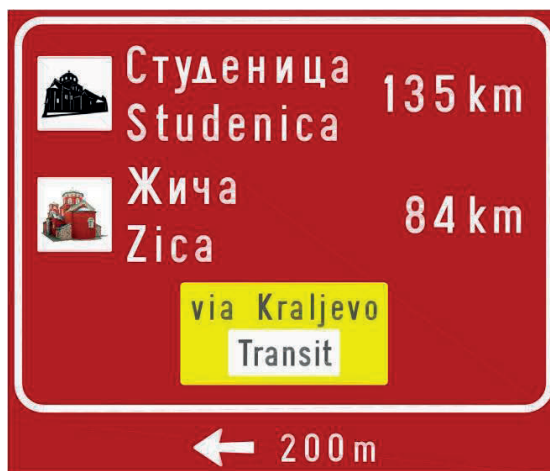 Студеница
Studenica 135 km
Жича
Zica 84 km
via Kraljevo
Transit
200 m